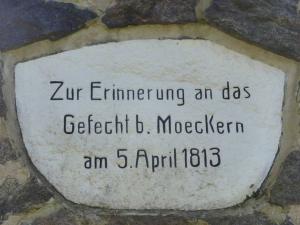 Zur Erinnerung an das
Gefecht b. Moeckern
am 5. April 1813